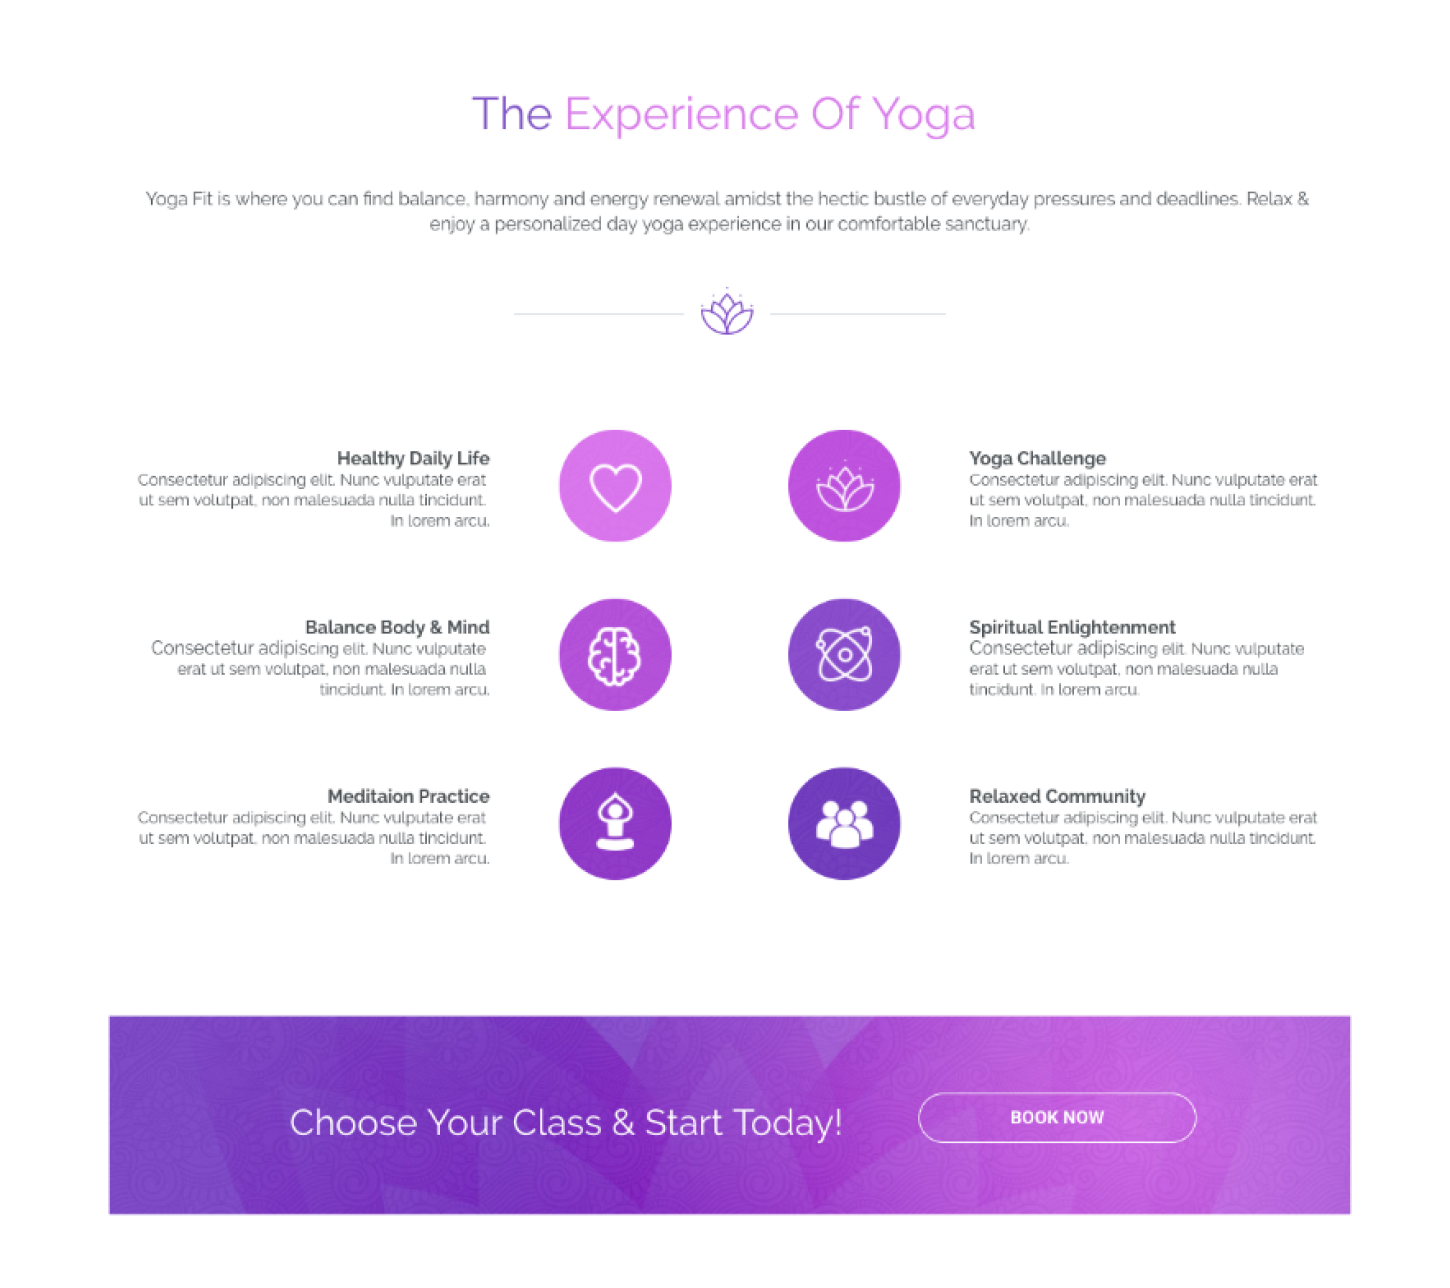 The Experience Of Yoga
Yoga Fit is where you can find balance, harmony and energy renewal amidst the hectic bustle of everyday pressures and deadlines. Relax &
enjoy a personalized day yoga experience in our comfortable sanctuary.
Healthy Daily Life
Consectetur adipiscing elit. Nunc vulputate erat
ut sem volutpat, non malesuada nulla tincidunt.
In lorem arcu.
Yoga Challenge
Consectetur adipiscing elit. Nunc vulputate erat
ut sem volutpat, non malesuada nulla tincidunt.
In lorem arcu.
Balance Body & Mind
Consectetur adipiscing elit. Nunc vulputate
erat ut sem volutpat, non malesuada nulla
tincidunt. In lorem arcu.
Spiritual Enlightenment
Consectetur adipiscing elit. Nunc vulputate
erat ut sem volutpat, non malesuada nulla
tincidunt. In lorem arcu.
Meditaion Practice
Consectetur adipiscing elit. Nunc vulputate erat
ut sem volutpat, non malesuada nulla tincidunt.
In lorem arcu.
Relaxed Community
Consectetur adipiscing elit. Nunc vulputate erat
ut sem volutpat, non malesuada nulla tincidunt.
In lorem arcu.
Choose Your Class & Start Today!
BOOK NOW